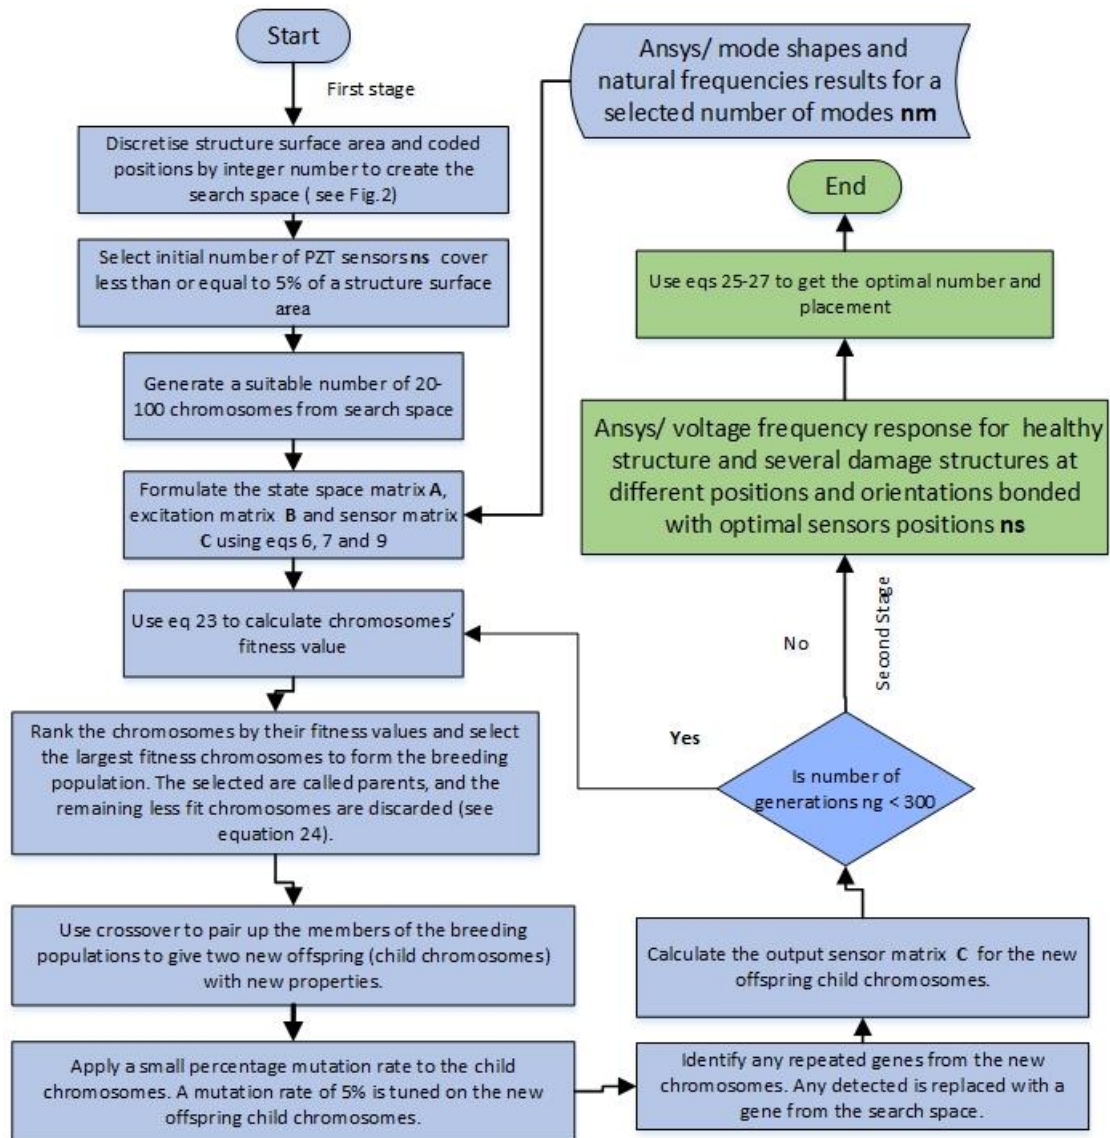 Start
First stage
Discretise structure surface area and coded
positions by integer number to create the
search space ( see Fig.2)
Select initial number of PZT sensors ns cover
less than or equal to 5% of a structure surface
area
Generate a suitable number of 20-
100 chromosomes from search space
Formulate the state space matrix A,
excitation matrix B and sensor matrix
C using eqs 6, 7 and 9
Use eq 23 to calculate chromosomes'
fitness value
Rank the chromosomes by their fitness values and select
the largest fitness chromosomes to form the breeding
population. The selected are called parents, and the
remaining less fit chromosomes are discarded (see
equation 24).
Use crossover to pair up the members of the breeding
populations to give two new offspring (child chromosomes)
with new properties.
Apply a small percentage mutation rate to the child
chromosomes. A mutation rate of 5% is tuned on the new
offspring child chromosomes.
Identify any repeated genes from the new
chromosomes. Any detected is replaced with a
gene from the search space.
Calculate the output sensor matrix C for the new
offspring child chromosomes.
Is number of
generations ng < 300
Yes
No
Second Stage
Ansys/ voltage frequency response for healthy
structure and several damage structures at
different positions and orientations bonded
with optimal sensors positions ns
Use eqs 25-27 to get the optimal number and
placement
End
Ansys/ mode shapes and
natural frequencies results for a
selected number of modes nm